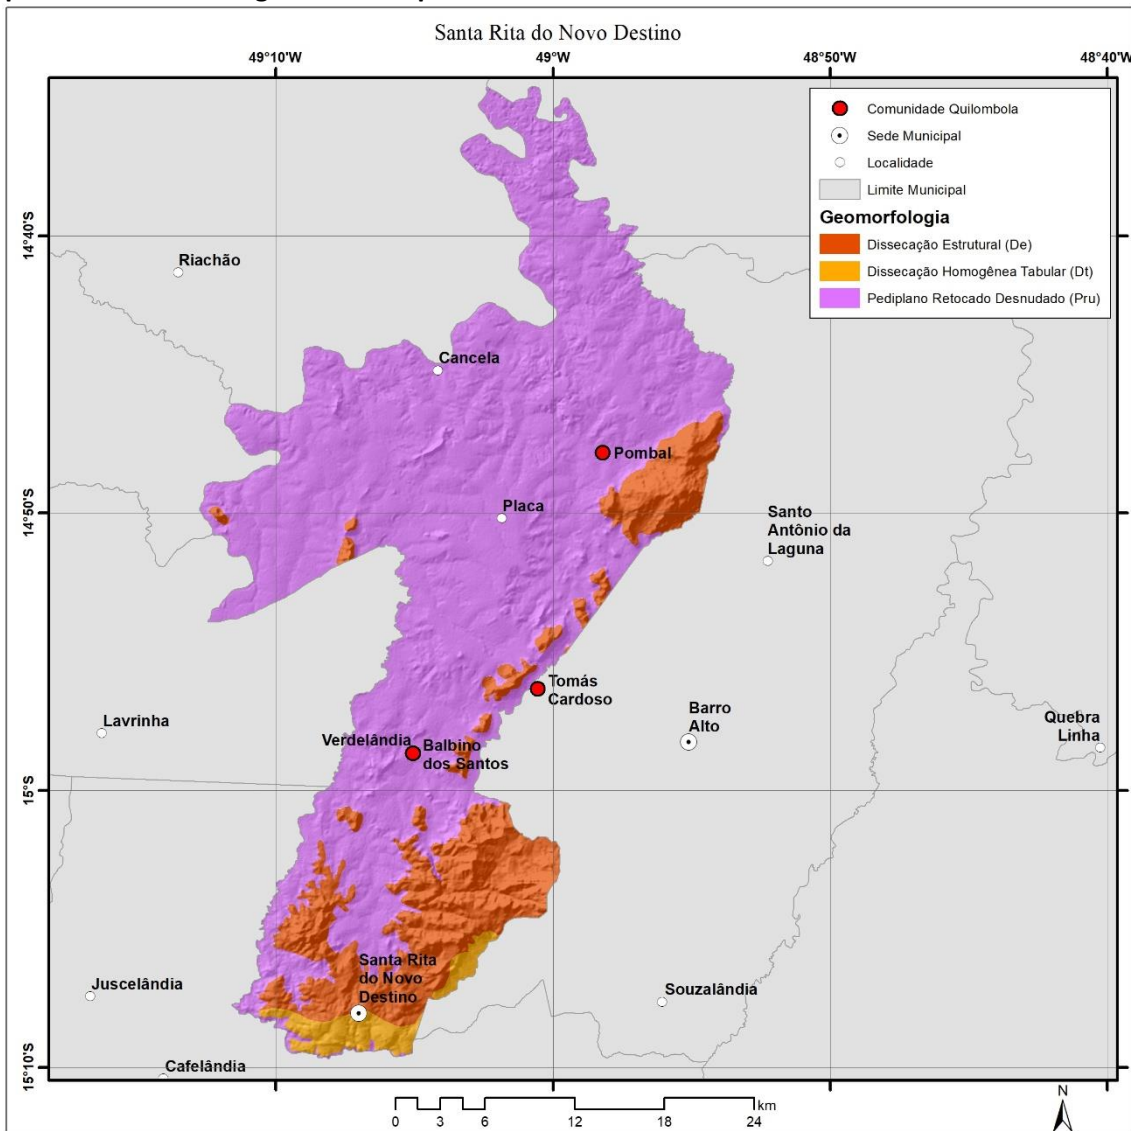 Santa Rita do Novo Destino
49°10'W
49°W
48°50'W
48°40'W
Comunidade Quilombola
Sede Municipal
Localidade
Limite Municipal
Geomorfologia
Dissecação Estrutural (De)
Dissecação Homogênea Tabular (Dt)
Pediplano Retocado Desnudado (Pru)
14°40'S
Riachão
Cancela
Pombal
14°50'S
Placa
Santo
Antônio da
Laguna
Tomás
Cardoso
Lavrinha
Verdelândia
Balbino
dos Santos
Barro
Alto
Quebra
Linha
15°S
Santa Rita
do Novo
Destino
Juscelândia
Souzalândia
15°10'S
Cafelândia
km
0 3 6 12 18 24
N